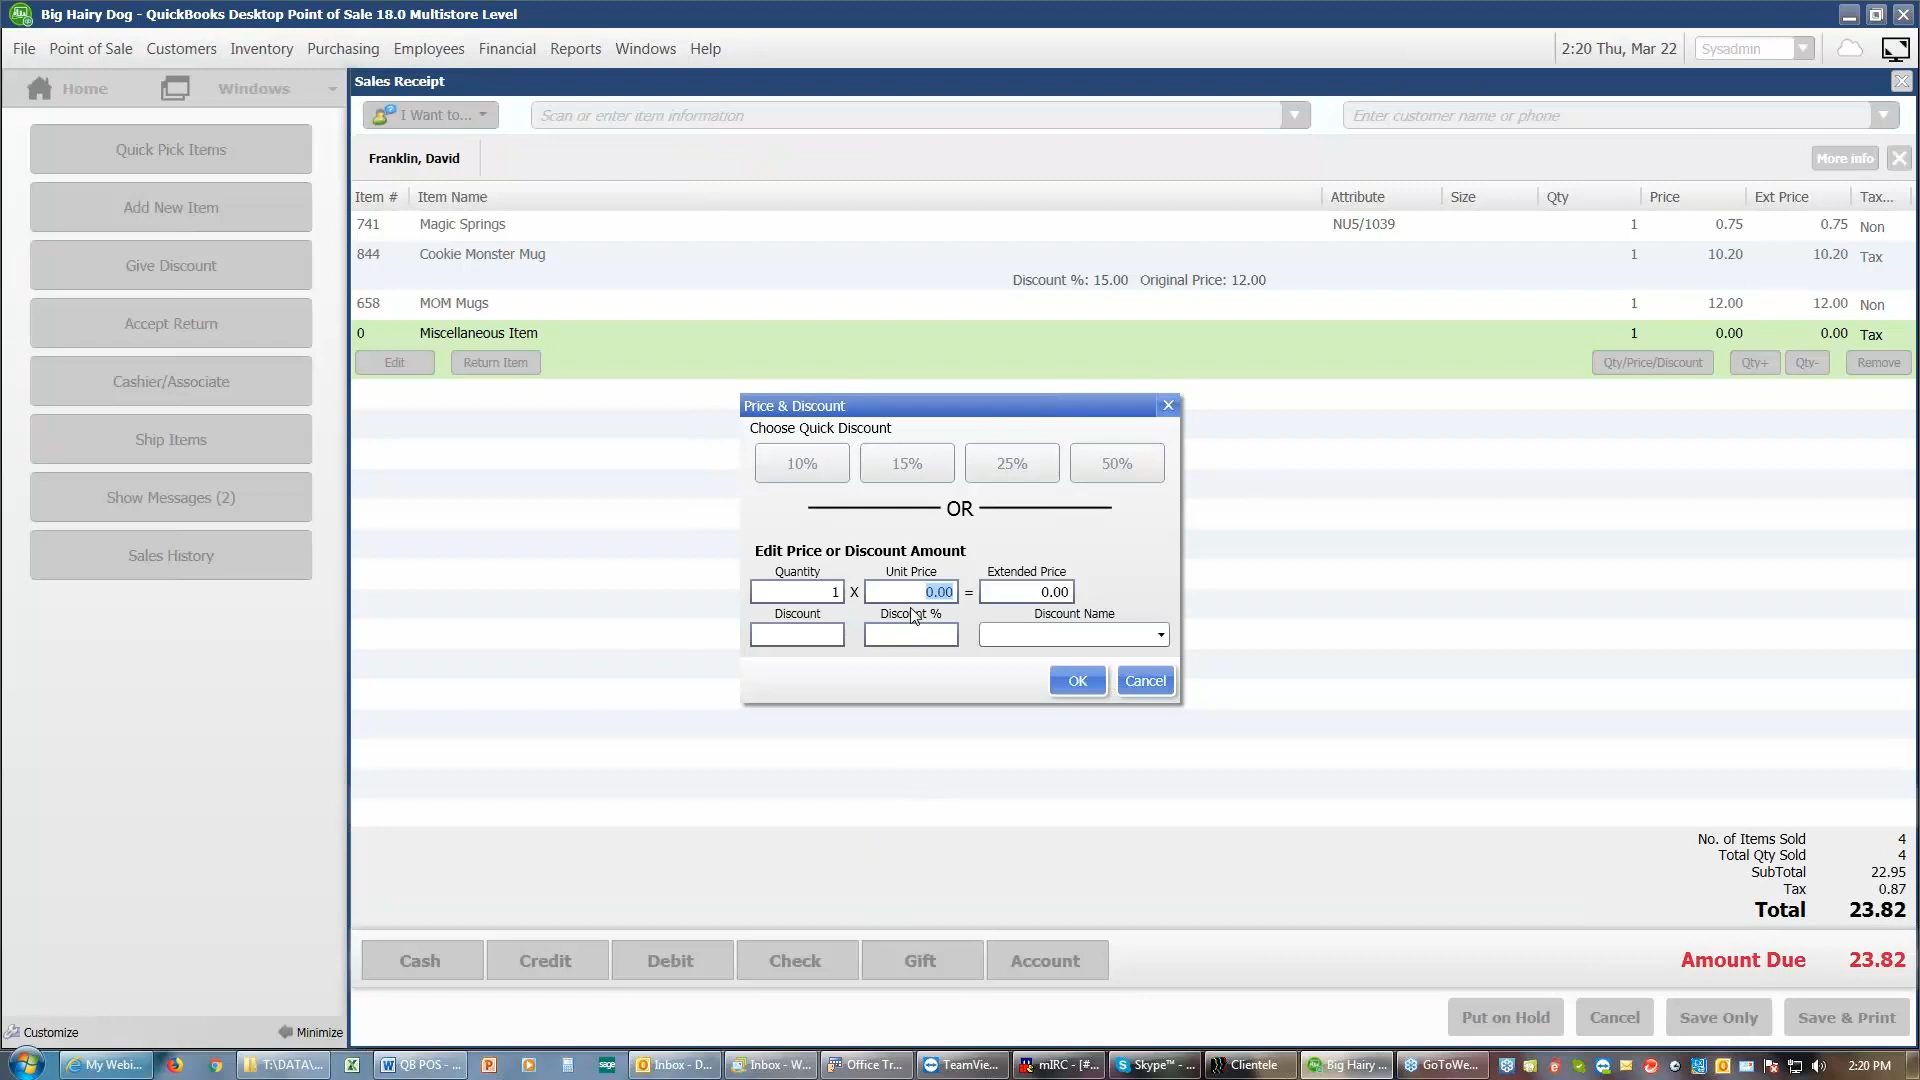 Big Hairy Dog - QuickBooks Desktop Point of Sale 18.0 Multistore Level
File Point of Sale Customers Inventory Purchasing Employees Financial Reports Windows Help 2:20 Thu, Mar 22 Sysadmin
Home Windows
Sales Receipt
I Want to... Scan or enter item information Enter customer name or phone
Quick Pick Items
Add New Item
Give Discount
Accept Return
Cashier/Associate
Ship Items
Show Messages (2)
Sales History
Franklin, David More info
Item # Item Name Attribute Size Qty Price Ext Price Tax...
741 Magic Springs NU5/1039 1 0.75 0.75 Non
844 Cookie Monster Mug 1 10.20 10.20 Tax
Discount %: 15.00 Original Price: 12.00
658 MOM Mugs 1 12.00 12.00 Non
0 Miscellaneous Item 1 0.00 0.00 Tax
Edit Return Item Qty/Price/Discount Qty+ Qty- Remove
Price & Discount
Choose Quick Discount
10% 15% 25% 50%
OR
Edit Price or Discount Amount
Quantity Unit Price Extended Price
1 X 0.00 = 0.00
Discount Discount % Discount Name
OK Cancel
No. of Items Sold 4
Total Qty Sold 4
SubTotal 22.95
Tax 0.87
Total 23.82
Cash Credit Debit Check Gift Account Amount Due 23.82
Put on Hold Cancel Save Only Save & Print
Customize Minimize
My Webi... T:\DATA\... QB POS - ... sage Inbox - D... Inbox - W... Office Tr... TeamVie... mIRC - [#... Skype™ - ... Clientele Big Hairy ... GoToWe... 2:20 PM